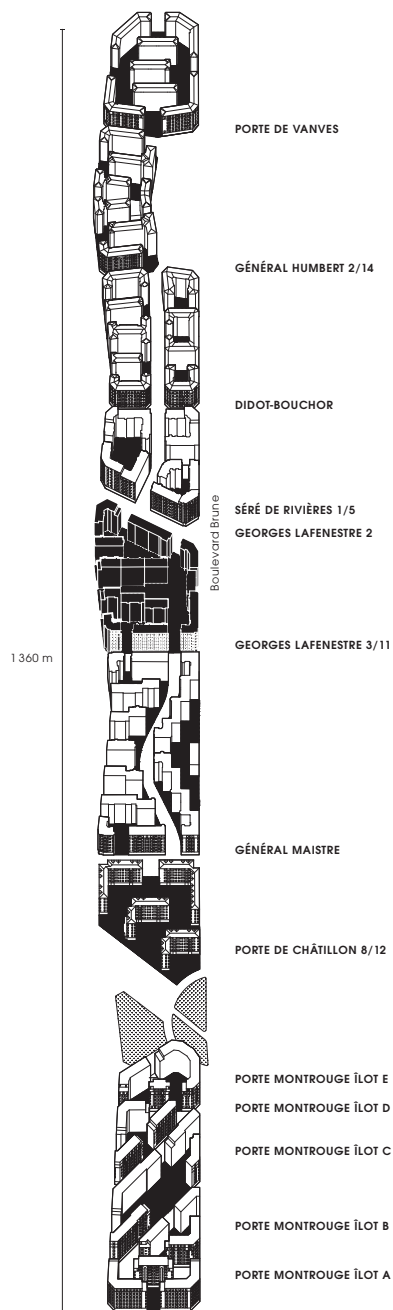 PORTE DE VANVES
GÉNÉRAL HUMBERT 2/14
DIDOT-BOUCHOR
SÉRÉ DE RIVIÈRES 1/5
GEORGES LAFENESTRE 2
Boulevard Brune
GEORGES LAFENESTRE 3/11
1 360 m
GÉNÉRAL MAISTRE
PORTE DE CHÂTILLON 8/12
PORTE MONTROUGE ÎLOT E
PORTE MONTROUGE ÎLOT D
PORTE MONTROUGE ÎLOT C
PORTE MONTROUGE ÎLOT B
PORTE MONTROUGE ÎLOT A